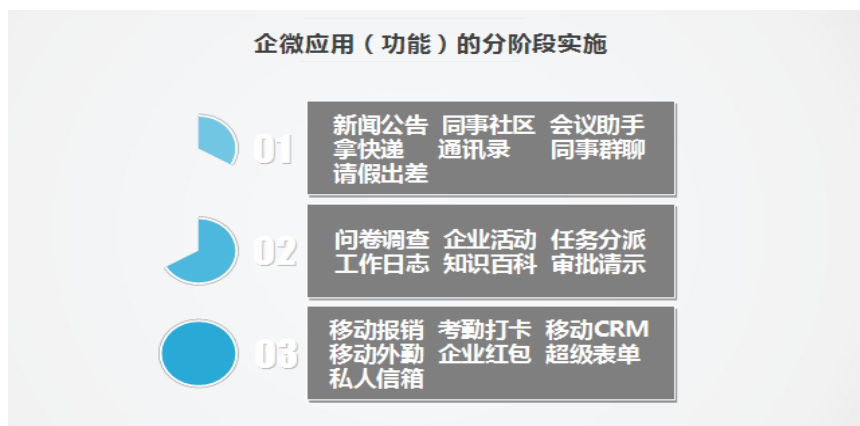 企微应用（功能）的分阶段实施
01
新闻公告 同事社区 会议助手
拿快递 通讯录 同事群聊
请假出差
02
问卷调查 企业活动 任务分派
工作日志 知识百科 审批请示
03
移动报销 考勤打卡 移动CRM
移动外勤 企业红包 超级表单
私人信箱